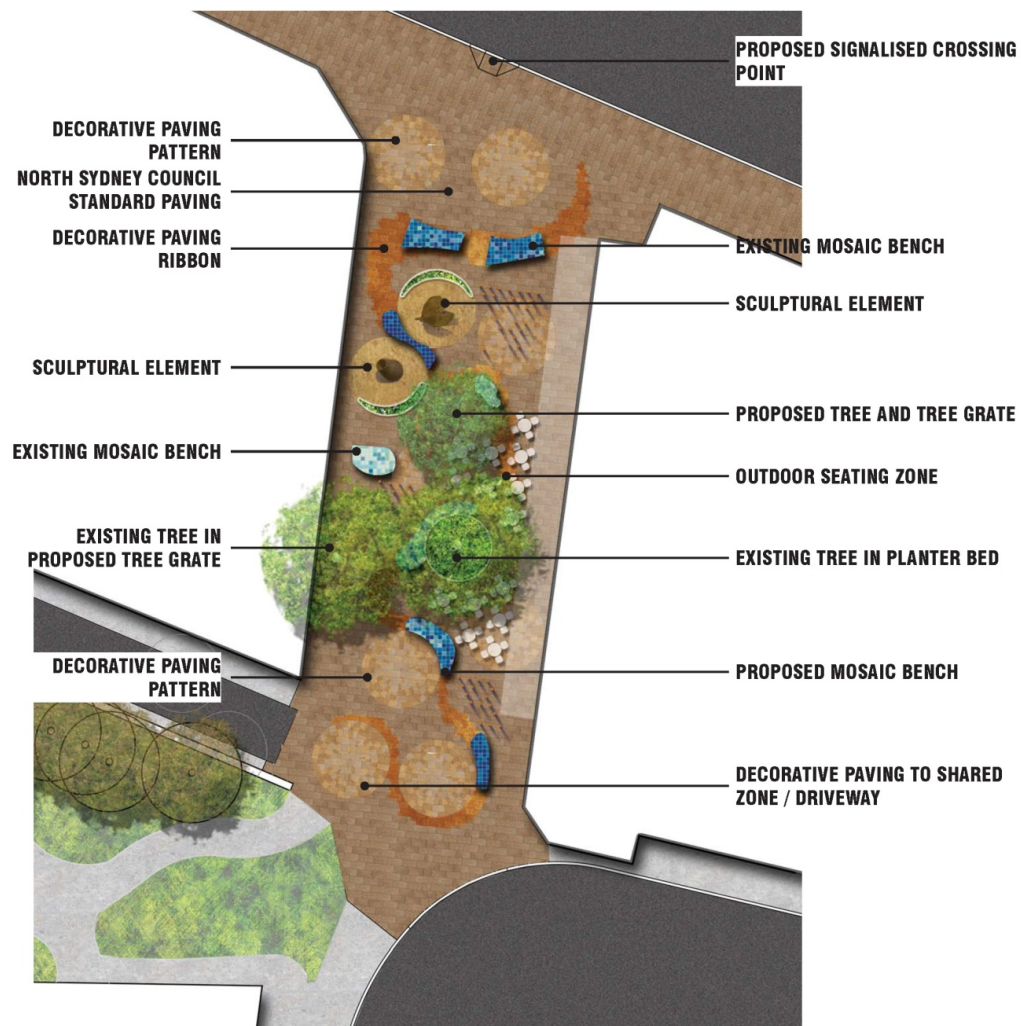 PROPOSED SIGNALISED CROSSING
POINT
DECORATIVE PAVING
PATTERN
NORTH SYDNEY COUNCIL
STANDARD PAVING
DECORATIVE PAVING
RIBBON
EXISTING MOSAIC BENCH
SCULPTURAL ELEMENT
SCULPTURAL ELEMENT
PROPOSED TREE AND TREE GRATE
EXISTING MOSAIC BENCH
OUTDOOR SEATING ZONE
EXISTING TREE IN
PROPOSED TREE GRATE
EXISTING TREE IN PLANTER BED
DECORATIVE PAVING
PATTERN
PROPOSED MOSAIC BENCH
DECORATIVE PAVING TO SHARED
ZONE / DRIVEWAY